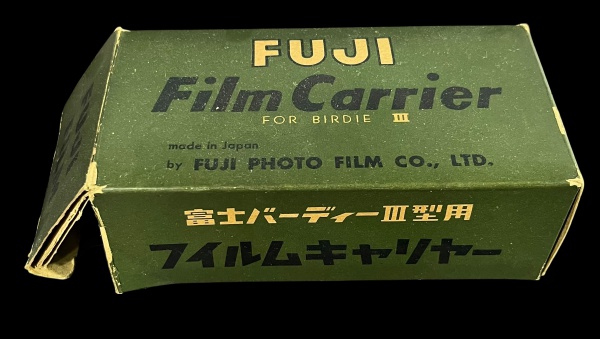 FUJI
Film Carrier
FOR BIRDIE III
made in Japan
by FUJI PHOTO FILM CO., LTD.
富士バーディーIII型用
フイルムキャリヤー